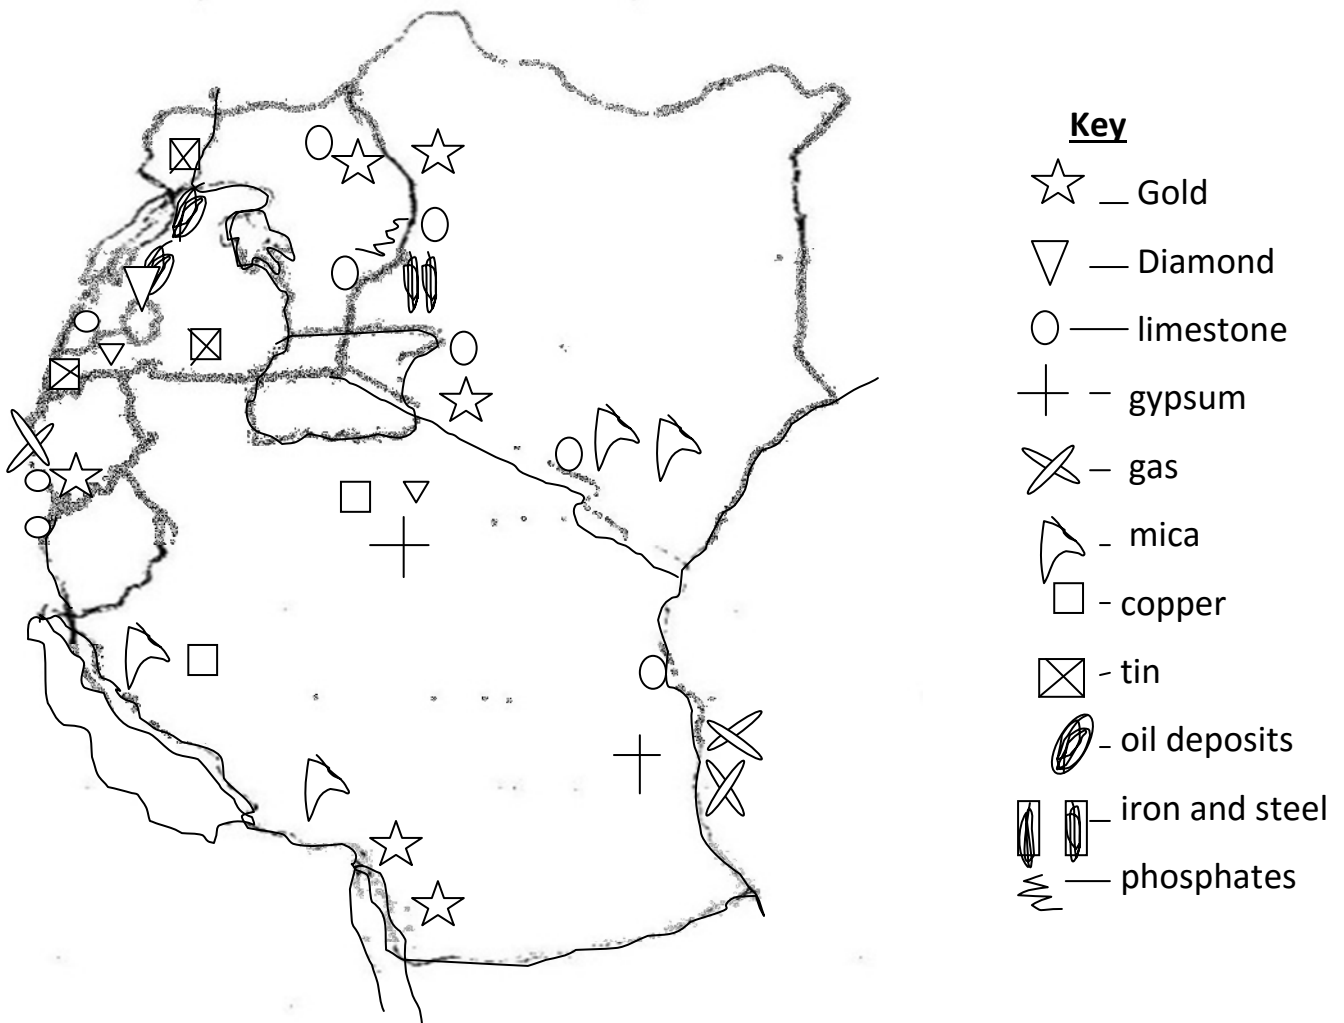 Key
Gold
Diamond
limestone
gypsum
gas
mica
copper
tin
oil deposits
iron and steel
phosphates